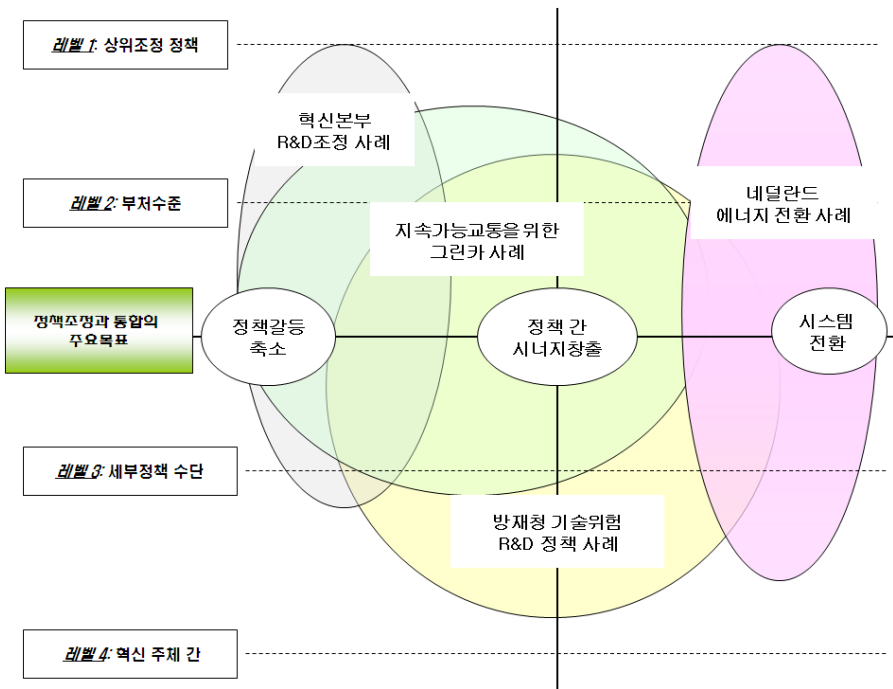 레벨 1: 상위조정 정책
혁신본부
R&D조정 사례
레벨 2: 부처수준
네덜란드
에너지 전환 사례
지속가능교통을 위한
그린카 사례
정책조정과 통합의
주요목표
정책갈등
축소
정책 간
시너지창출
시스템
전환
레벨 3: 세부정책 수단
방재청 기술위험
R&D 정책 사례
레벨 4: 혁신 주체 간